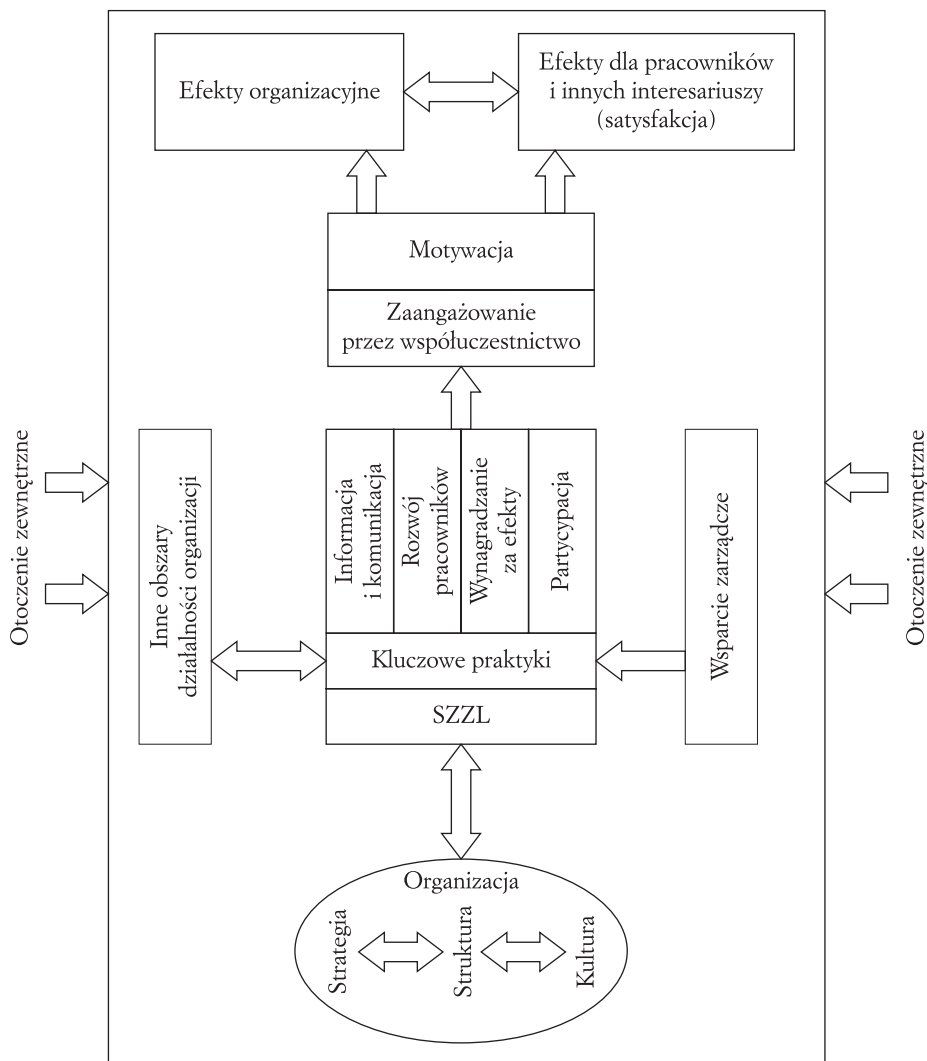 Efekty organizacyjne
Efekty dla pracowników
i innych interesariuszy
(satysfakcja)
Motywacja
Zaangażowanie
przez współuczestnictwo
Otoczenie zewnętrzne
Inne obszary
działalności organizacji
Informacja
i komunikacja
Rozwój
pracowników
Wynagradzanie
za efekty
Partycypacja
Kluczowe praktyki
SZZL
Wsparcie zarządcze
Otoczenie zewnętrzne
Organizacja
Strategia
Struktura
Kultura